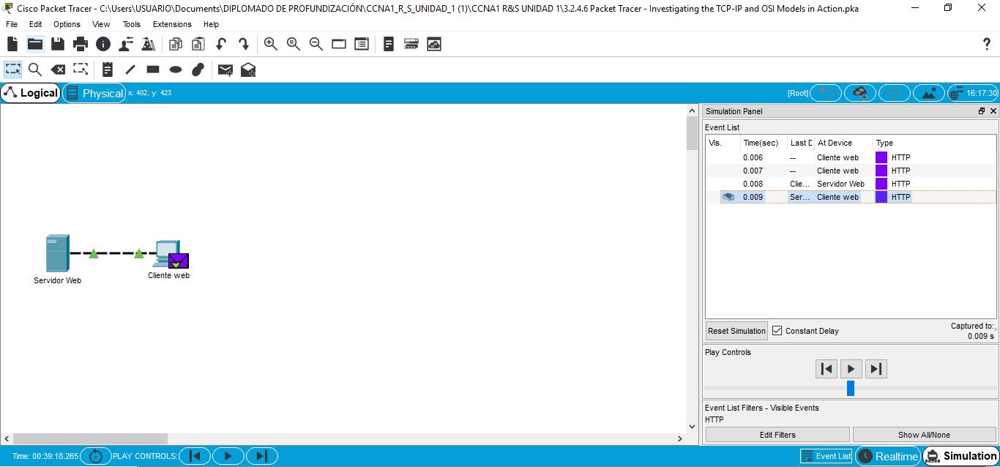 Cisco Packet Tracer - C:\Users\USUARIO\Documents\DIPLOMADO DE PROFUNDIZACIÓN\CCNA1_R_S_UNIDAD_1 (1)\CCNA1 R&S UNIDAD 1\3.2.4.6 Packet Tracer - Investigating the TCP-IP and OSI Models in Action.pka
File Edit Options View Tools Extensions Help
Logical Physical x: 402, y: 423 [Root] 16:17:30
Simulation Panel
Event List
Vis. Time(sec) Last D At Device Type
0.006 -- Cliente web HTTP
0.007 -- Cliente web HTTP
0.008 Clie... Servidor Web HTTP
0.009 Ser... Cliente web HTTP
Servidor Web
Cliente web
Reset Simulation Constant Delay
Captured to:
0.009 s
Play Controls
Event List Filters - Visible Events
HTTP
Edit Filters Show All/None
Time: 00:39:18.265 PLAY CONTROLS: Event List Realtime Simulation